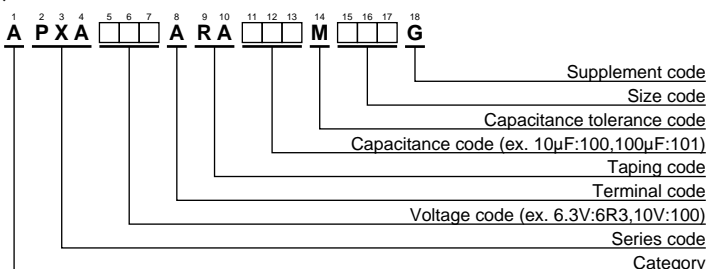 1 2 3 4 5 6 7 8 9 10 11 12 13 14 15 16 17 18
A P X A □□□ A R A □□□ M □□□ G
Supplement code
Size code
Capacitance tolerance code
Capacitance code (ex. 10µF:100,100µF:101)
Taping code
Terminal code
Voltage code (ex. 6.3V:6R3,10V:100)
Series code
Category